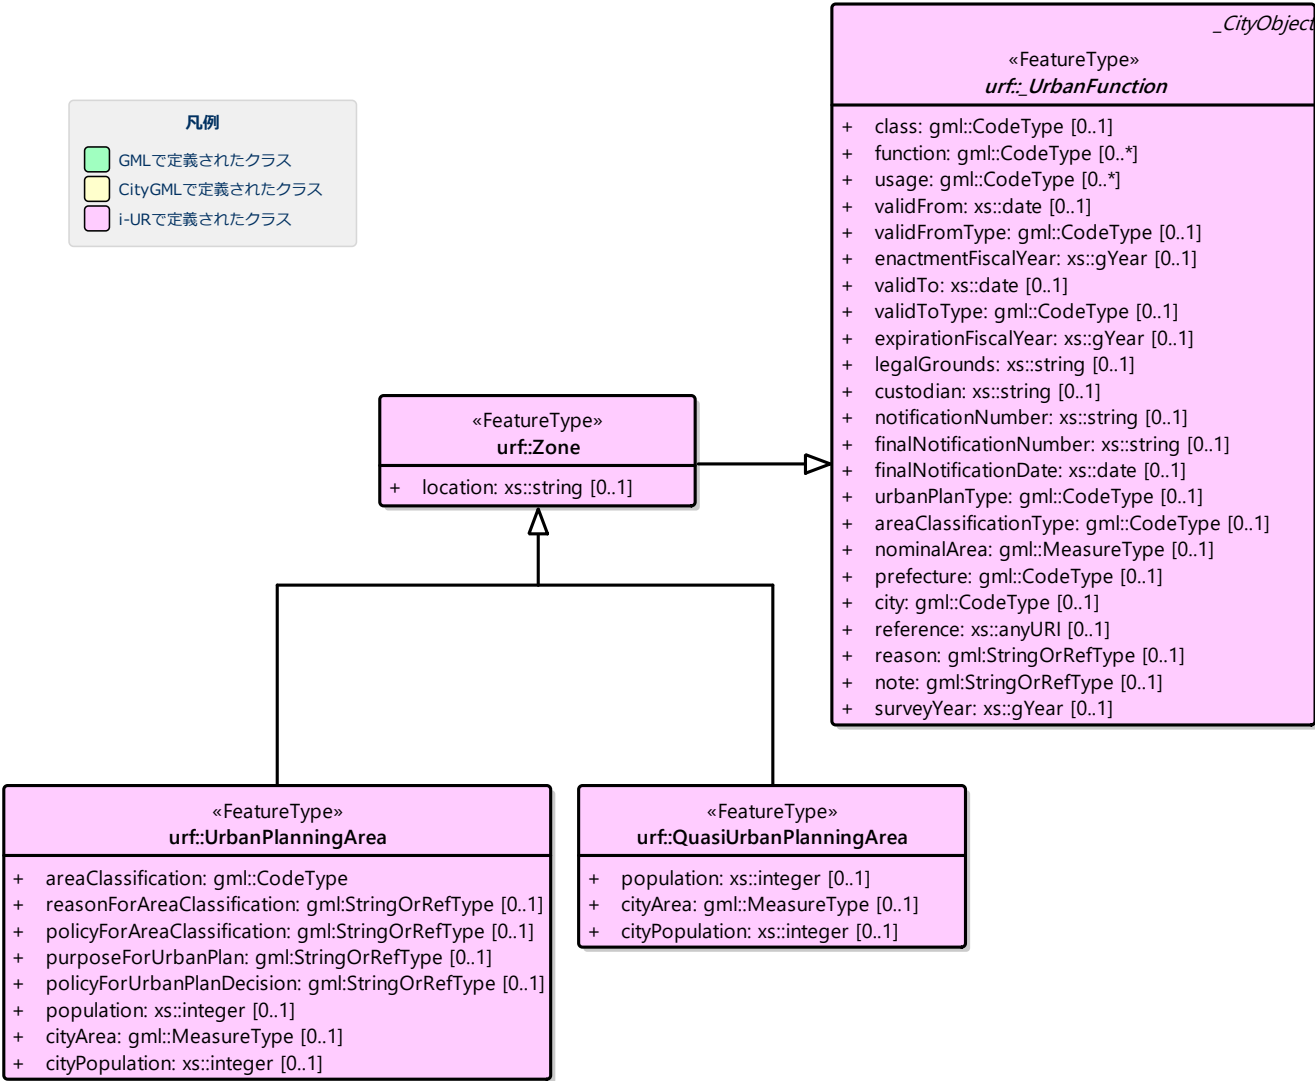 凡例
GMLで定義されたクラス
CityGMLで定義されたクラス
i-URで定義されたクラス
_CityObject
«FeatureType»
urf::_UrbanFunction
+ class: gml::CodeType [0..1]
+ function: gml::CodeType [0..*]
+ usage: gml::CodeType [0..*]
+ validFrom: xs::date [0..1]
+ validFromType: gml::CodeType [0..1]
+ enactmentFiscalYear: xs::gYear [0..1]
+ validTo: xs::date [0..1]
+ validToType: gml::CodeType [0..1]
+ expirationFiscalYear: xs::gYear [0..1]
+ legalGrounds: xs::string [0..1]
+ custodian: xs::string [0..1]
+ notificationNumber: xs::string [0..1]
+ finalNotificationNumber: xs::string [0..1]
+ finalNotificationDate: xs::date [0..1]
+ urbanPlanType: gml::CodeType [0..1]
+ areaClassificationType: gml::CodeType [0..1]
+ nominalArea: gml::MeasureType [0..1]
+ prefecture: gml::CodeType [0..1]
+ city: gml::CodeType [0..1]
+ reference: xs::anyURI [0..1]
+ reason: gml:StringOrRefType [0..1]
+ note: gml:StringOrRefType [0..1]
+ surveyYear: xs::gYear [0..1]
«FeatureType»
urf::Zone
+ location: xs::string [0..1]
«FeatureType»
urf::UrbanPlanningArea
+ areaClassification: gml::CodeType
+ reasonForAreaClassification: gml:StringOrRefType [0..1]
+ policyForAreaClassification: gml:StringOrRefType [0..1]
+ purposeForUrbanPlan: gml:StringOrRefType [0..1]
+ policyForUrbanPlanDecision: gml:StringOrRefType [0..1]
+ population: xs::integer [0..1]
+ cityArea: gml::MeasureType [0..1]
+ cityPopulation: xs::integer [0..1]
«FeatureType»
urf::QuasiUrbanPlanningArea
+ population: xs::integer [0..1]
+ cityArea: gml::MeasureType [0..1]
+ cityPopulation: xs::integer [0..1]